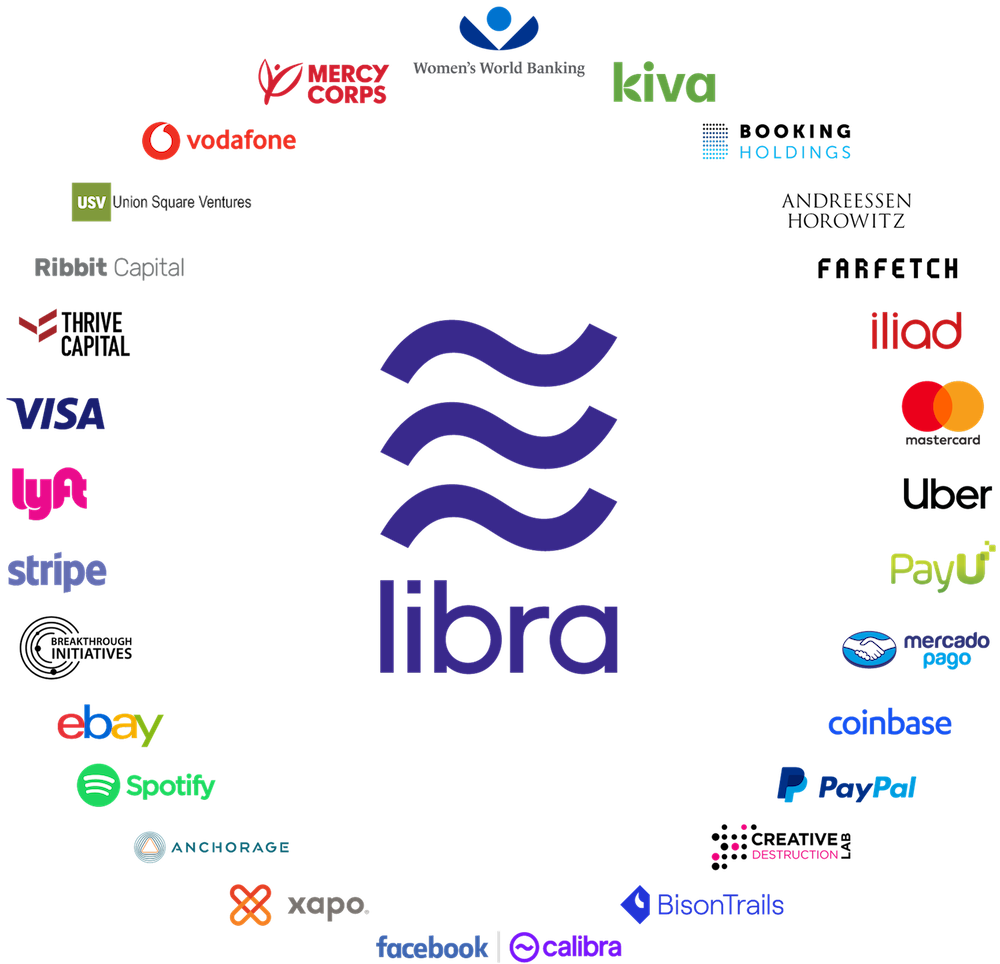 Women's World Banking
MERCY
CORPS
kiva
vodafone
BOOKING
HOLDINGS
USV Union Square Ventures
ANDREESSEN
HOROWITZ
Ribbit Capital
FARFETCH
THRIVE
CAPITAL
iliad
VISA
mastercard
lyft
Uber
stripe
PayU
BREAKTHROUGH
INITIATIVES
mercado
pago
libra
ebay
coinbase
Spotify
PayPal
ANCHORAGE
CREATIVE
DESTRUCTION
LAB
xapo
BisonTrails
facebook | calibra